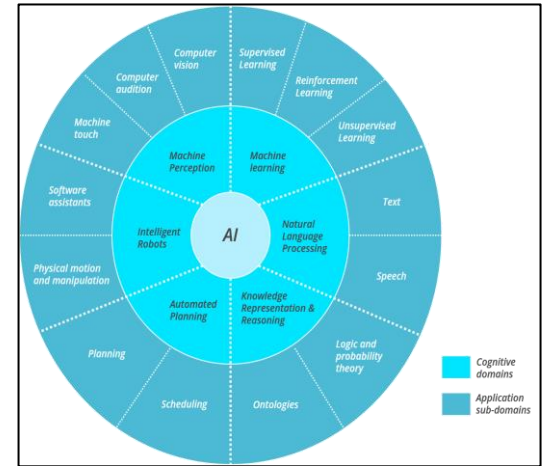 Computer
vision
Supervised
Learning
Computer
audition
Reinforcement
Learning
Machine
touch
Unsupervised
Learning
Machine
Perception
Machine
learning
Software
assistants
Text
Intelligent
Robots
AI
Natural
Language
Processing
Physical motion
and manipulation
Speech
Automated
Planning
Knowledge
Representation &
Reasoning
Planning
Logic and
probability
theory
Scheduling
Ontologies
Cognitive
domains
Application
sub-domains